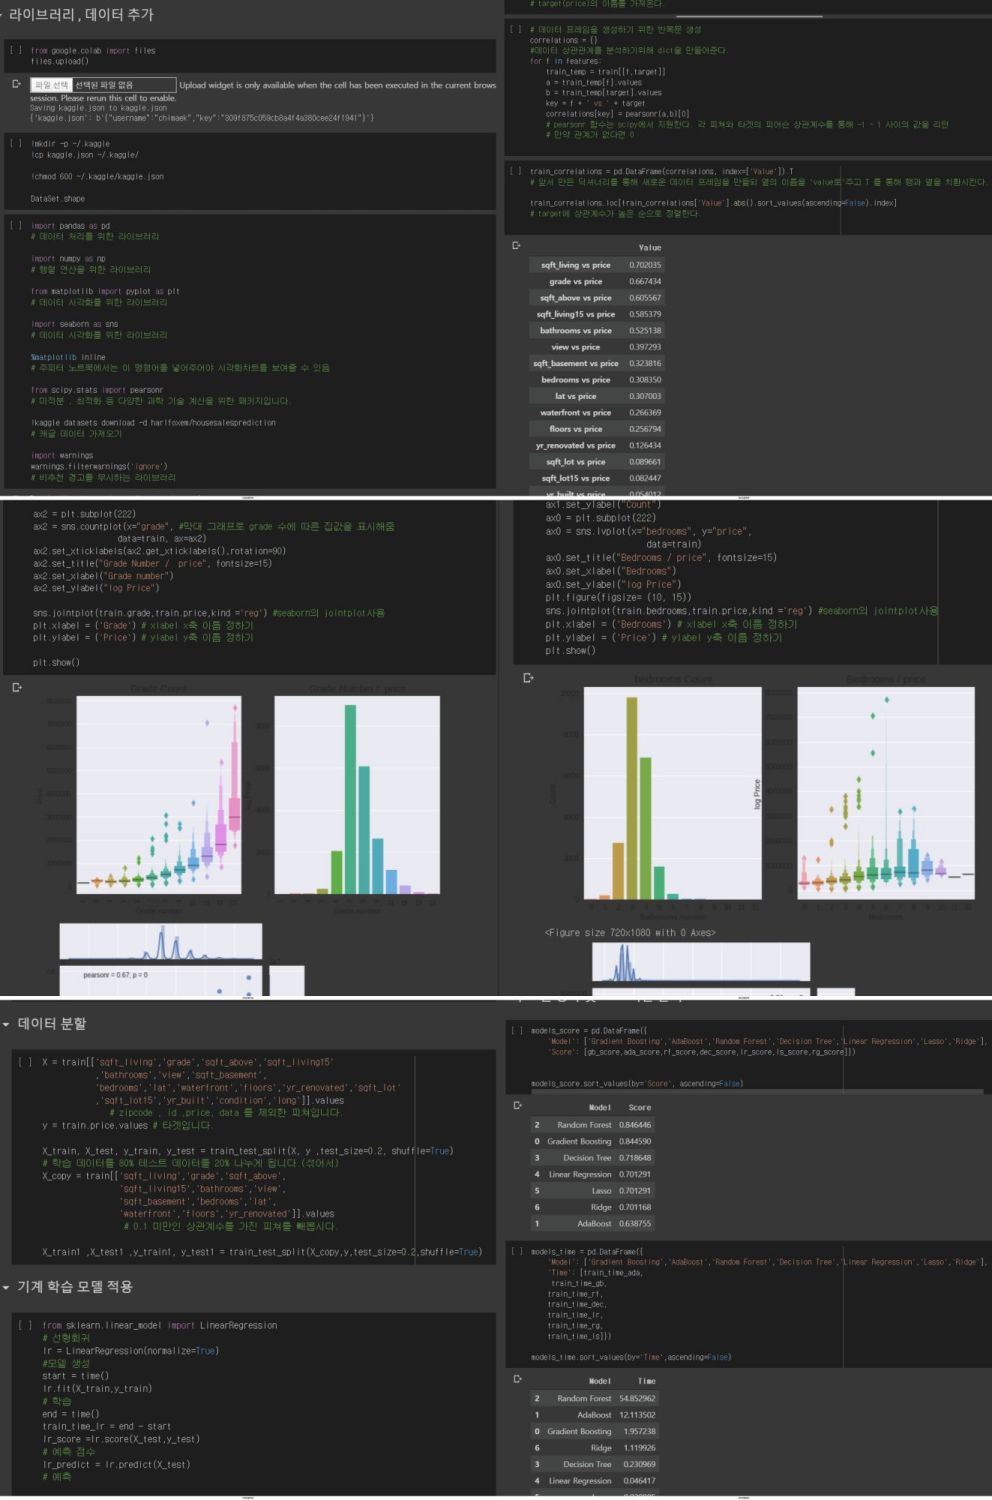 라이브러리 , 데이터 추가
[ ] from google.colab import files
files.upload()
파일 선택 선택된 파일 없음 Upload widget is only available when the cell has been executed in the current brows
session. Please rerun this cell to enable.
Saving kaggle.json to kaggle.json
{'kaggle.json': b'{"username":"chimaek","key":
!mkdir -p ~/.kaggle
!cp kaggle.json ~/.kaggle/
!chmod 600 ~/.kaggle/kaggle.json
DataSet.shape
[ ] import pandas as pd
# 데이터 처리를 위한 라이브러리
import numpy as np
# 행렬 연산을 위한 라이브러리
from matplotlib import pyplot as plt
# 데이터 시각화를 위한 라이브러리
import seaborn as sns
# 데이터 시각화를 위한 라이브러리
%matplotlib inline
# 주피터 노트북에서는 이 명령어를 넣어주어야 시각화차트를 보여줄 수 있음
from scipy.stats import pearsonr
# 미적분 , 최적화 등 다양한 과학 기술 계산을 위한 패키지입니다.
!kaggle datasets download -d harlfoxem/housesalesprediction
# 캐글 데이터 가져오기
import warnings
warnings.filterwarnings('ignore')
# 비추천 경고를 무시하는 라이브러리
# target(price)의 이름를 가져온다.
[ ] # 데이터 프레임을 생성하기 위한 반복문 생성
correlations = {}
#데이터 상관관계를 분석하기위해 dict을 만들어준다.
for f in features:
train_temp = train[[f,target]]
a = train_temp[f].values
b = train_temp[target].values
key = f + ' vs ' + target
correlations[key] = pearsonr(a,b)[0]
# pearsonr 함수는 scipy에서 지원한다. 각 피쳐와 타겟의 피어슨 상관계수를 통해 -1 ~ 1 사이의 값을 리턴
# 만약 관계가 없다면 0
[ ] train_correlations = pd.DataFrame(correlations, index=['Value']).T
# 앞서 만든 딕셔너리를 통해 새로운 데이터 프레임을 만들되 열의 이름을 'value로'주고 T 를 통해 행과 열을 치환시킨다.
train_correlations.loc[train_correlations['Value'].abs().sort_values(ascending=False).index]
# target에 상관계수가 높은 순으로 정렬한다.
Value
sqft_living vs price 0.702035
grade vs price 0.667434
sqft_above vs price 0.605567
sqft_living15 vs price 0.585379
bathrooms vs price 0.525138
view vs price 0.397293
sqft_basement vs price 0.323816
bedrooms vs price 0.308350
lat vs price 0.307003
waterfront vs price 0.266369
floors vs price 0.256794
yr_renovated vs price 0.126434
sqft_lot vs price 0.089661
sqft_lot15 vs price 0.082447
yr_built vs price 0.054012
ax2 = plt.subplot(222)
ax2 = sns.countplot(x="grade", #막대 그래프로 grade 수에 따른 집값을 표시해줌
data=train, ax=ax2)
ax2.set_xticklabels(ax2.get_xticklabels(),rotation=90)
ax2.set_title("Grade Number /  price", fontsize=15)
ax2.set_xlabel("Grade number")
ax2.set_ylabel("log Price")
sns.jointplot(train.grade,train.price,kind ='reg') #seaborn의 jointplot사용
plt.xlabel = ('Grade') # xlabel x축 이름 정하기
plt.ylabel = ('Price') # ylabel y축 이름 정하기
plt.show()
Grade Count
Grade Number /  price
Grade number
Grade number
pearsonr = 0.67; p = 0
ax1.set_ylabel("Count")
ax0 = plt.subplot(222)
ax0 = sns.lvplot(x="bedrooms", y="price",
data=train)
ax0.set_title("Bedrooms / price", fontsize=15)
ax0.set_xlabel("Bedrooms")
ax0.set_ylabel("log Price")
plt.figure(figsize= (10, 15))
sns.jointplot(train.bedrooms,train.price,kind ='reg') #seaborn의 jointplot사용
plt.xlabel = ('Bedrooms') # xlabel x축 이름 정하기
plt.ylabel = ('Price') # ylabel y축 이름 정하기
plt.show()
bedrooms Count
Bedrooms / price
log Price
Bedrooms
<Figure size 720x1080 with 0 Axes>
데이터 분할
[ ] X = train[['sqft_living','grade','sqft_above','sqft_living15'
,'bathrooms','view','sqft_basement',
'bedrooms','lat','waterfront','floors','yr_renovated','sqft_lot'
,'sqft_lot15','yr_built','condition','long']].values
# zipcode , id ,price, data 를 제외한 피쳐입니다.
y = train.price.values # 타겟입니다.
X_train, X_test, y_train, y_test = train_test_split(X, y ,test_size=0.2, shuffle=True)
# 학습 데이터를 80% 테스트 데이터를 20% 나누게 됩니다.(섞어서)
X_copy = train[['sqft_living','grade','sqft_above',
'sqft_living15','bathrooms','view',
'sqft_basement','bedrooms','lat',
'waterfront','floors','yr_renovated']].values
# 0.1 미만인 상관계수를 가진 피쳐를 빼봅시다.
X_train1 ,X_test1 ,y_train1, y_test1 = train_test_split(X_copy,y,test_size=0.2,shuffle=True)
기계 학습 모델 적용
[ ] from sklearn.linear_model import LinearRegression
# 선형회귀
lr = LinearRegression(normalize=True)
#모델 생성
start = time()
lr.fit(X_train,y_train)
# 학습
end = time()
train_time_lr = end - start
lr_score =lr.score(X_test,y_test)
# 예측 점수
lr_predict = lr.predict(X_test)
# 예측
[ ] models_score = pd.DataFrame({
'Model': ['Gradient Boosting','AdaBoost','Random Forest','Decision Tree','Linear Regression','Lasso','Ridge'],
'Score': [gb_score,ada_score,rf_score,dec_score,lr_score,ls_score,rg_score]})
models_score.sort_values(by='Score', ascending=False)
Model Score
2 Random Forest 0.846446
0 Gradient Boosting 0.844590
3 Decision Tree 0.718648
4 Linear Regression 0.701291
5 Lasso 0.701291
6 Ridge 0.701168
1 AdaBoost 0.638755
[ ] models_time = pd.DataFrame({
'Model': ['Gradient Boosting','AdaBoost','Random Forest','Decision Tree','Linear Regression','Lasso','Ridge'],
'Time': [train_time_ada,
train_time_gb,
train_time_rf,
train_time_dec,
train_time_lr,
train_time_rg,
train_time_ls]})
models_time.sort_values(by='Time',ascending=False)
Model Time
2 Random Forest 54.852962
1 AdaBoost 12.113502
0 Gradient Boosting 1.957238
6 Ridge 1.119926
3 Decision Tree 0.230969
4 Linear Regression 0.046417